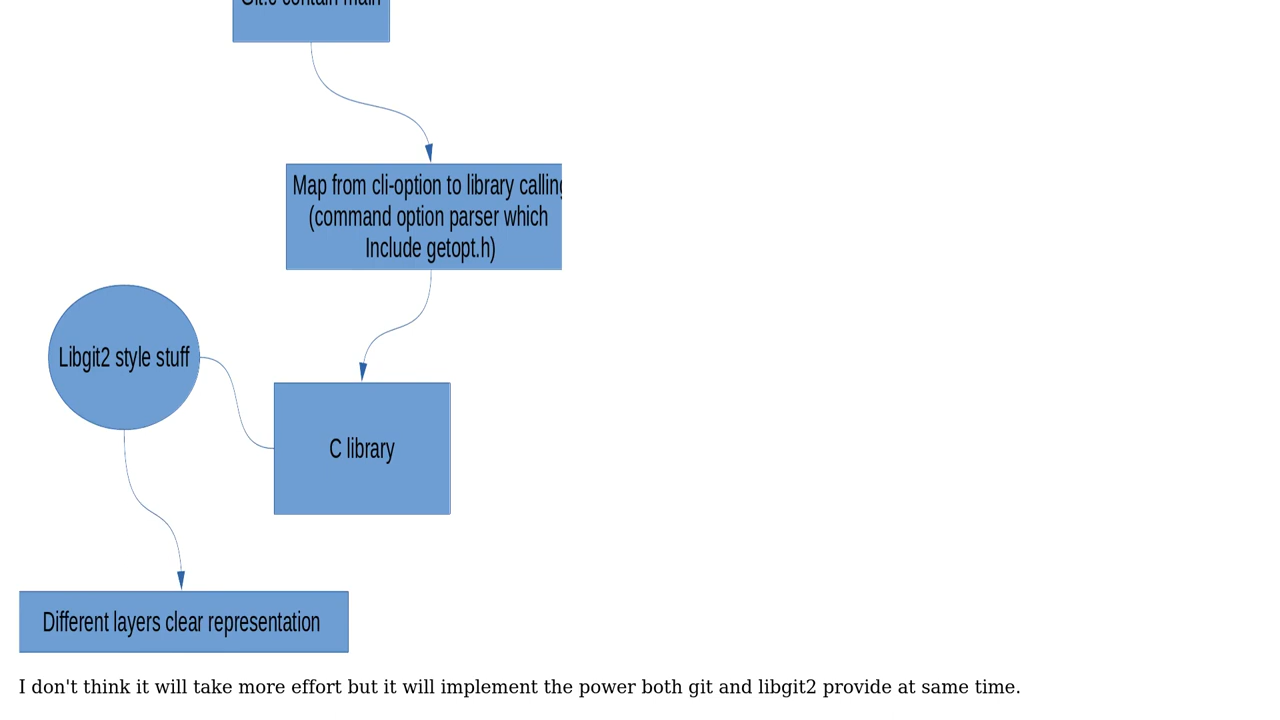 contain main
Map from cli-option to library calling
(command option parser which
Include getopt.h)
Libgit2 style stuff
C library
Different layers clear representation
I don't think it will take more effort but it will implement the power both git and libgit2 provide at same time.